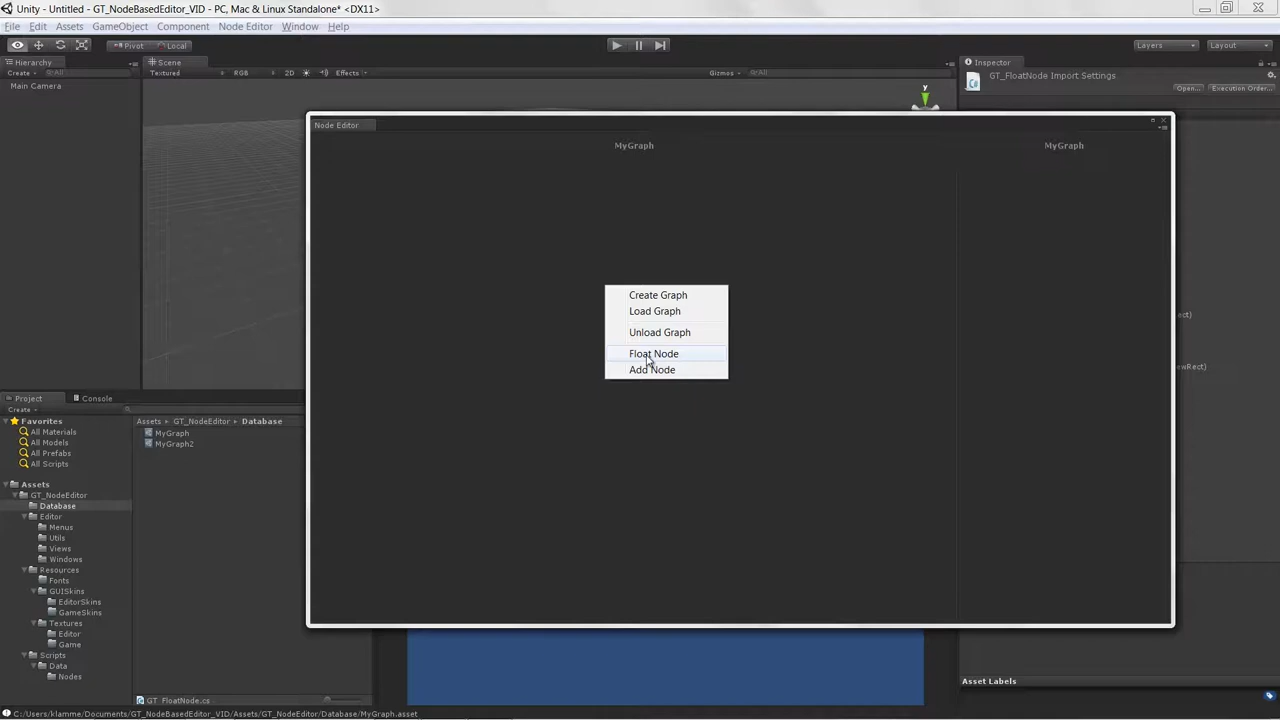 Unity - Untitled - GT_NodeBasedEditor_VID - PC, Mac & Linux Standalone* <DX11>
File Edit Assets GameObject Component Node Editor Window Help
Pivot Local Layers Layout
Hierarchy
Create All
Main Camera
Scene
Textured RGB 2D Effects Gizmos All
y
Inspector
GT_FloatNode Import Settings
Open... Execution Order...
Node Editor
MyGraph
MyGraph
Create Graph
Load Graph
Unload Graph
Float Node
Add Node
Rect)
ewRect)
Project Console
Create
Favorites
All Materials
All Models
All Prefabs
All Scripts
Assets
GT_NodeEditor
Database
Editor
Menus
Utils
Views
Windows
Resources
Fonts
GUISkins
EditorSkins
GameSkins
Textures
Editor
Game
Scripts
Data
Nodes
Assets GT_NodeEditor Database
MyGraph
MyGraph2
GT_FloatNode.cs
Asset Labels
C:/Users/klamme/Documents/GT_NodeBasedEditor_VID/Assets/GT_NodeEditor/Database/MyGraph.asset